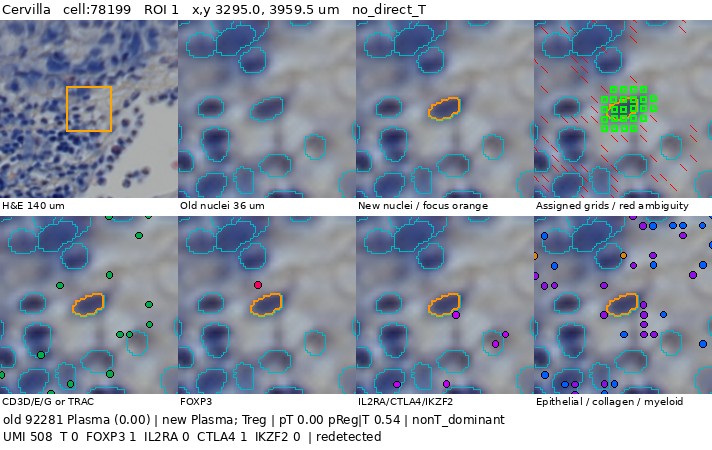 Cervilla   cell:78199   ROI 1   x,y 3295.0, 3959.5 um   no_direct_T
H&E 140 um
Old nuclei 36 um
New nuclei / focus orange
Assigned grids / red ambiguity
CD3D/E/G or TRAC
FOXP3
IL2RA/CTLA4/IKZF2
Epithelial / collagen / myeloid
old 92281 Plasma (0.00) | new Plasma; Treg | pT 0.00 pReg|T 0.54 | nonT_dominant
UMI 508  T 0  FOXP3 1  IL2RA 0  CTLA4 1  IKZF2 0  | redetected